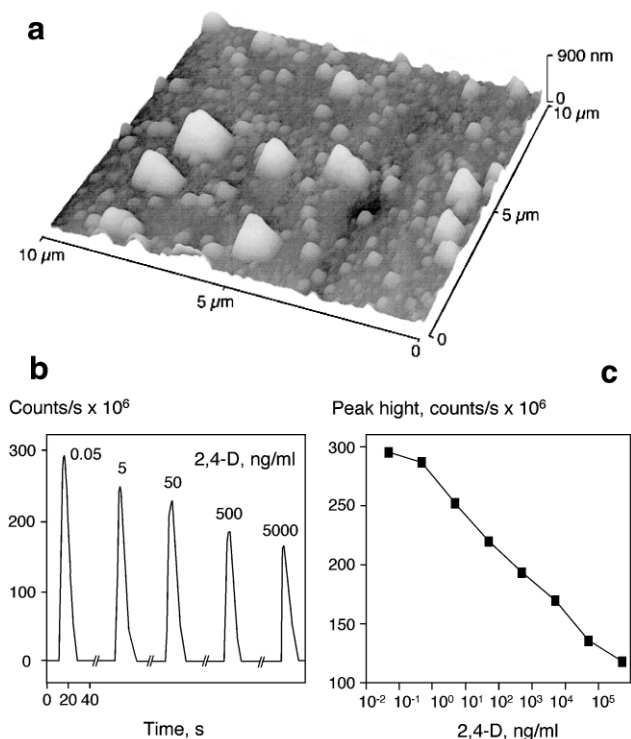 a
900 nm
0
10 µm
5 µm
0
10 µm
5 µm
0
b
Counts/s x 10⁶
300
200
100
0
0.05
5
50
500
5000
2,4-D, ng/ml
0 20 40
Time, s
c
Peak hight, counts/s x 10⁶
300
250
200
150
100
10⁻² 10⁻¹ 10⁰ 10¹ 10² 10³ 10⁴ 10⁵
2,4-D, ng/ml